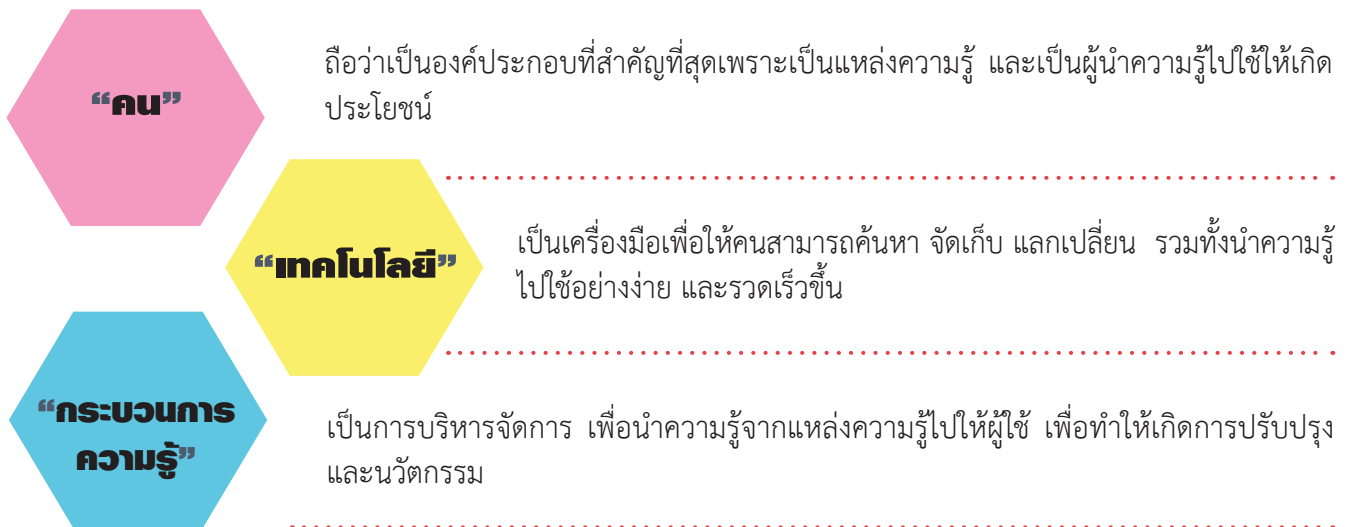 “คน”
ถือว่าเป็นองค์ประกอบที่สำคัญที่สุดเพราะเป็นแหล่งความรู้ และเป็นผู้นำความรู้ไปใช้ให้เกิด
ประโยชน์
“เทคโนโลยี”
เป็นเครื่องมือเพื่อให้คนสามารถค้นหา จัดเก็บ แลกเปลี่ยน รวมทั้งนำความรู้
ไปใช้อย่างง่าย และรวดเร็วขึ้น
“กระบวนการ
ความรู้”
เป็นการบริหารจัดการ เพื่อนำความรู้จากแหล่งความรู้ไปให้ผู้ใช้ เพื่อทำให้เกิดการปรับปรุง
และนวัตกรรม